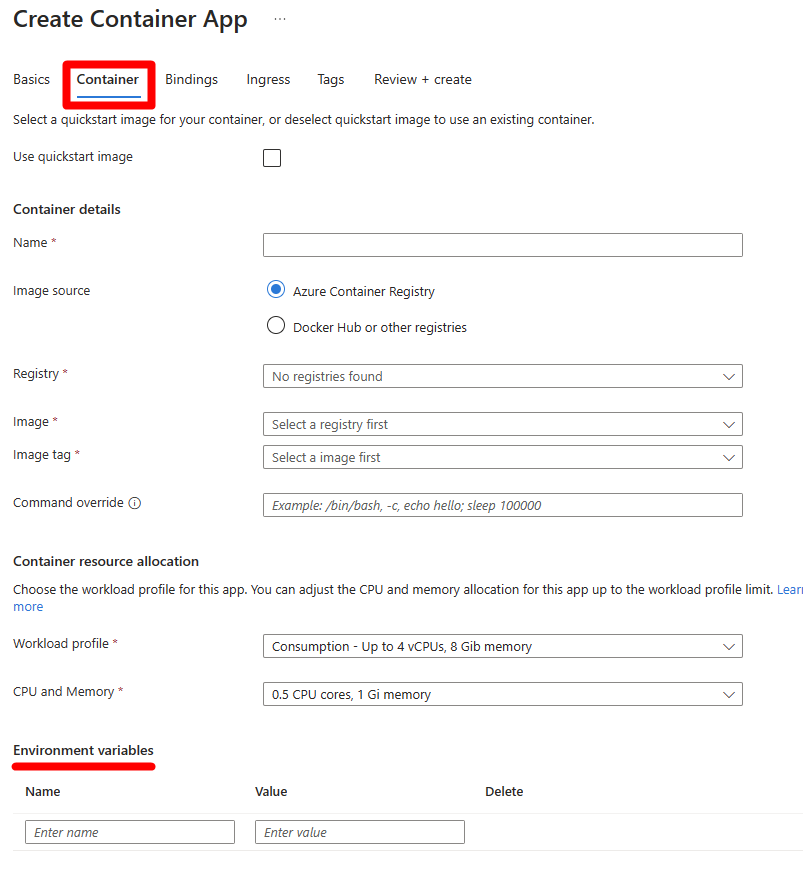 Create Container App ...
Basics Container Bindings Ingress Tags Review + create
Select a quickstart image for your container, or deselect quickstart image to use an existing container.
Use quickstart image
Container details
Name *
Image source
Azure Container Registry
Docker Hub or other registries
Registry * No registries found
Image * Select a registry first
Image tag * Select a image first
Command override Example: /bin/bash, -c, echo hello; sleep 100000
Container resource allocation
Choose the workload profile for this app. You can adjust the CPU and memory allocation for this app up to the workload profile limit. Lear
more
Workload profile * Consumption - Up to 4 vCPUs, 8 Gib memory
CPU and Memory * 0.5 CPU cores, 1 Gi memory
Environment variables
Name Value Delete
Enter name Enter value